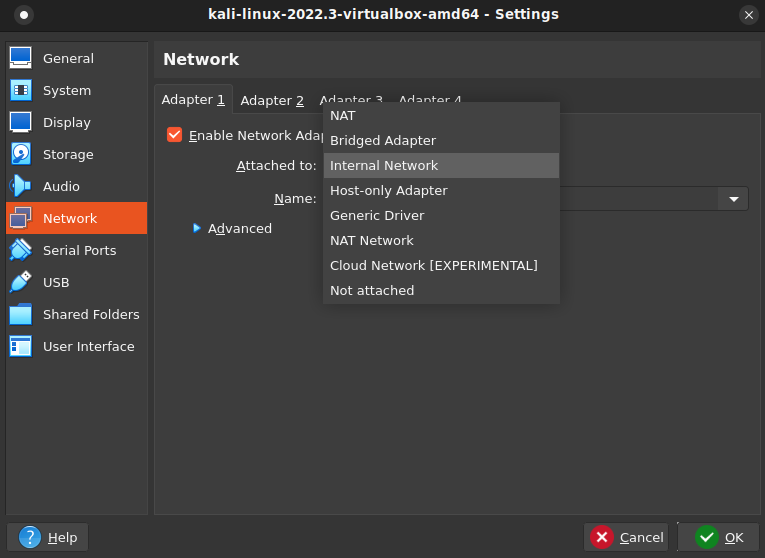 kali-linux-2022.3-virtualbox-amd64 - Settings
General
System
Display
Storage
Audio
Network
Serial Ports
USB
Shared Folders
User Interface
Network
Adapter 1 Adapter 2 Adapter 3 Adapter 4
Enable Network Adap
Attached to:
Name:
Advanced
NAT
Bridged Adapter
Internal Network
Host-only Adapter
Generic Driver
NAT Network
Cloud Network [EXPERIMENTAL]
Not attached
Help
Cancel
OK